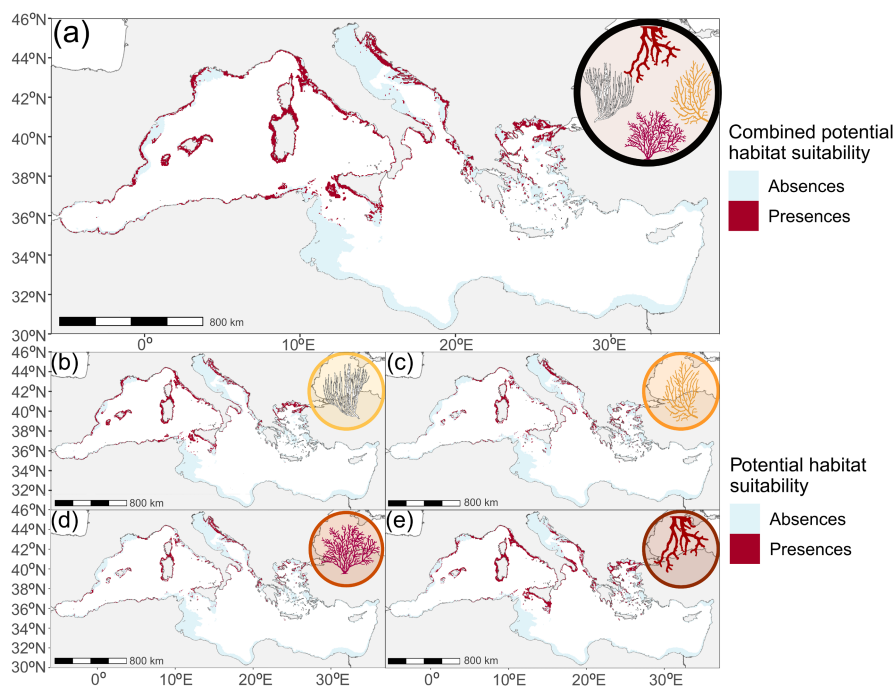 46ºN
44ºN
42ºN
40ºN
38ºN
36ºN
34ºN
32ºN
30ºN
(a)
800 km
0º
10ºE
20ºE
30ºE
Combined potential
habitat suitability
Absences
Presences
46ºN
44ºN
42ºN
40ºN
38ºN
36ºN
34ºN
32ºN
(b)
800 km
(c)
800 km
46ºN
44ºN
42ºN
40ºN
38ºN
36ºN
34ºN
32ºN
30ºN
(d)
800 km
(e)
800 km
0º
10ºE
20ºE
30ºE
0º
10ºE
20ºE
30ºE
Potential habitat
suitability
Absences
Presences